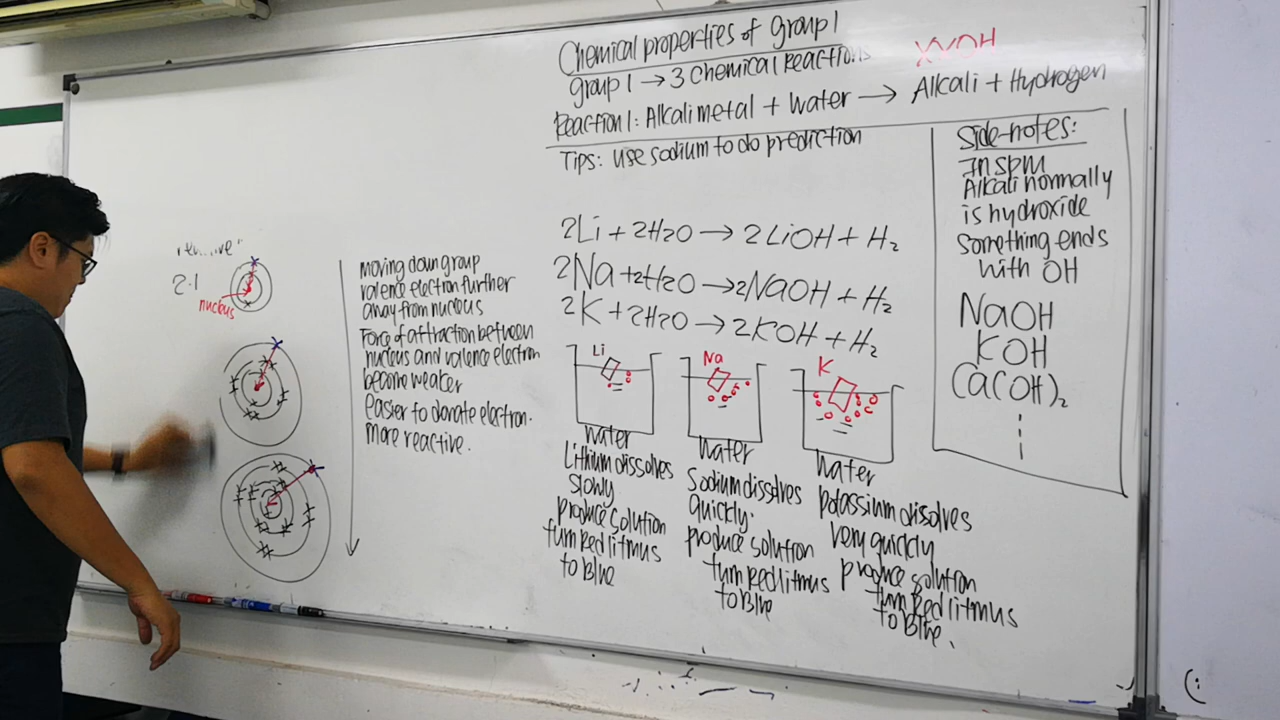 Chemical properties of Group 1
group 1 → 3 Chemical Reactions
XVOH
Reaction 1: Alkali metal + Water → Alkali + Hydrogen
Tips: use sodium to do prediction
2Li + 2H2O → 2LiOH + H2
2Na + 2H2O → 2NaOH + H2
2K + 2H2O → 2KOH + H2
2.1
nucleus
moving down group
valence electron further
away from nucleus
Force of attraction between
nucleus and valence electron
become weaker
easier to donate electron.
more reactive.
Li
Water
Lithium dissolves
slowly
produce solution
turn Red litmus
to Blue
Na
Water
Sodium dissolves
Quickly.
produce solution
turn Red litmus
to Blue
K
Water
potassium dissolves
very quickly
produce solution
turn Red litmus
to Blue.
Side-notes:
In spm
Alkali normally
is hydroxide
something ends
with OH
NaOH
KOH
Ca(OH)2
(: